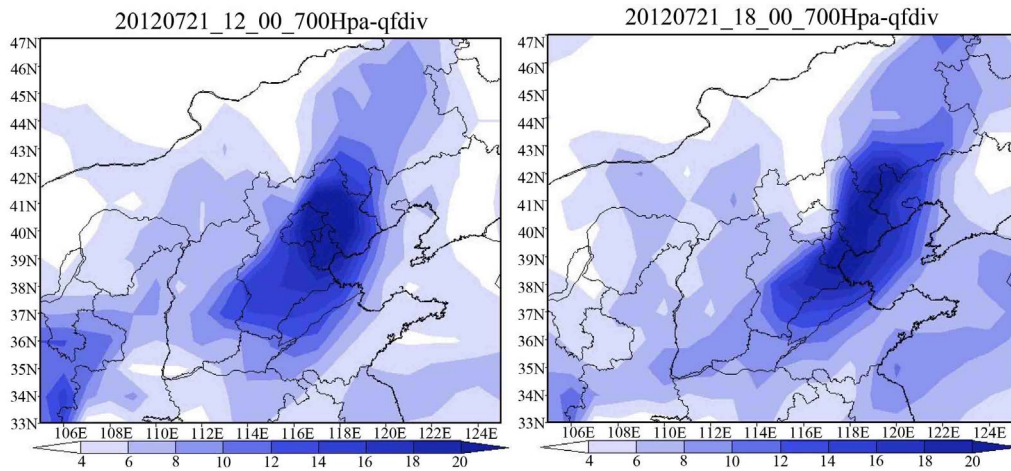 20120721_12_00_700Hpa-qfdiv
47N
46N
45N
44N
43N
42N
41N
40N
39N
38N
37N
36N
35N
34N
33N
106E 108E 110E 112E 114E 116E 118E 120E 122E 124E
4 6 8 10 12 14 16 18 20
20120721_18_00_700Hpa-qfdiv
47N
46N
45N
44N
43N
42N
41N
40N
39N
38N
37N
36N
35N
34N
33N
106E 108E 110E 112E 114E 116E 118E 120E 122E 124E
4 6 8 10 12 14 16 18 20